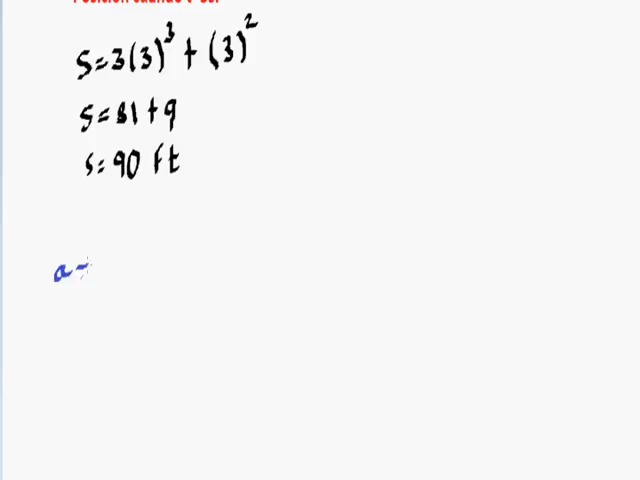 S=3(3)³+(3)²
S=81+9
S=90 ft
a=